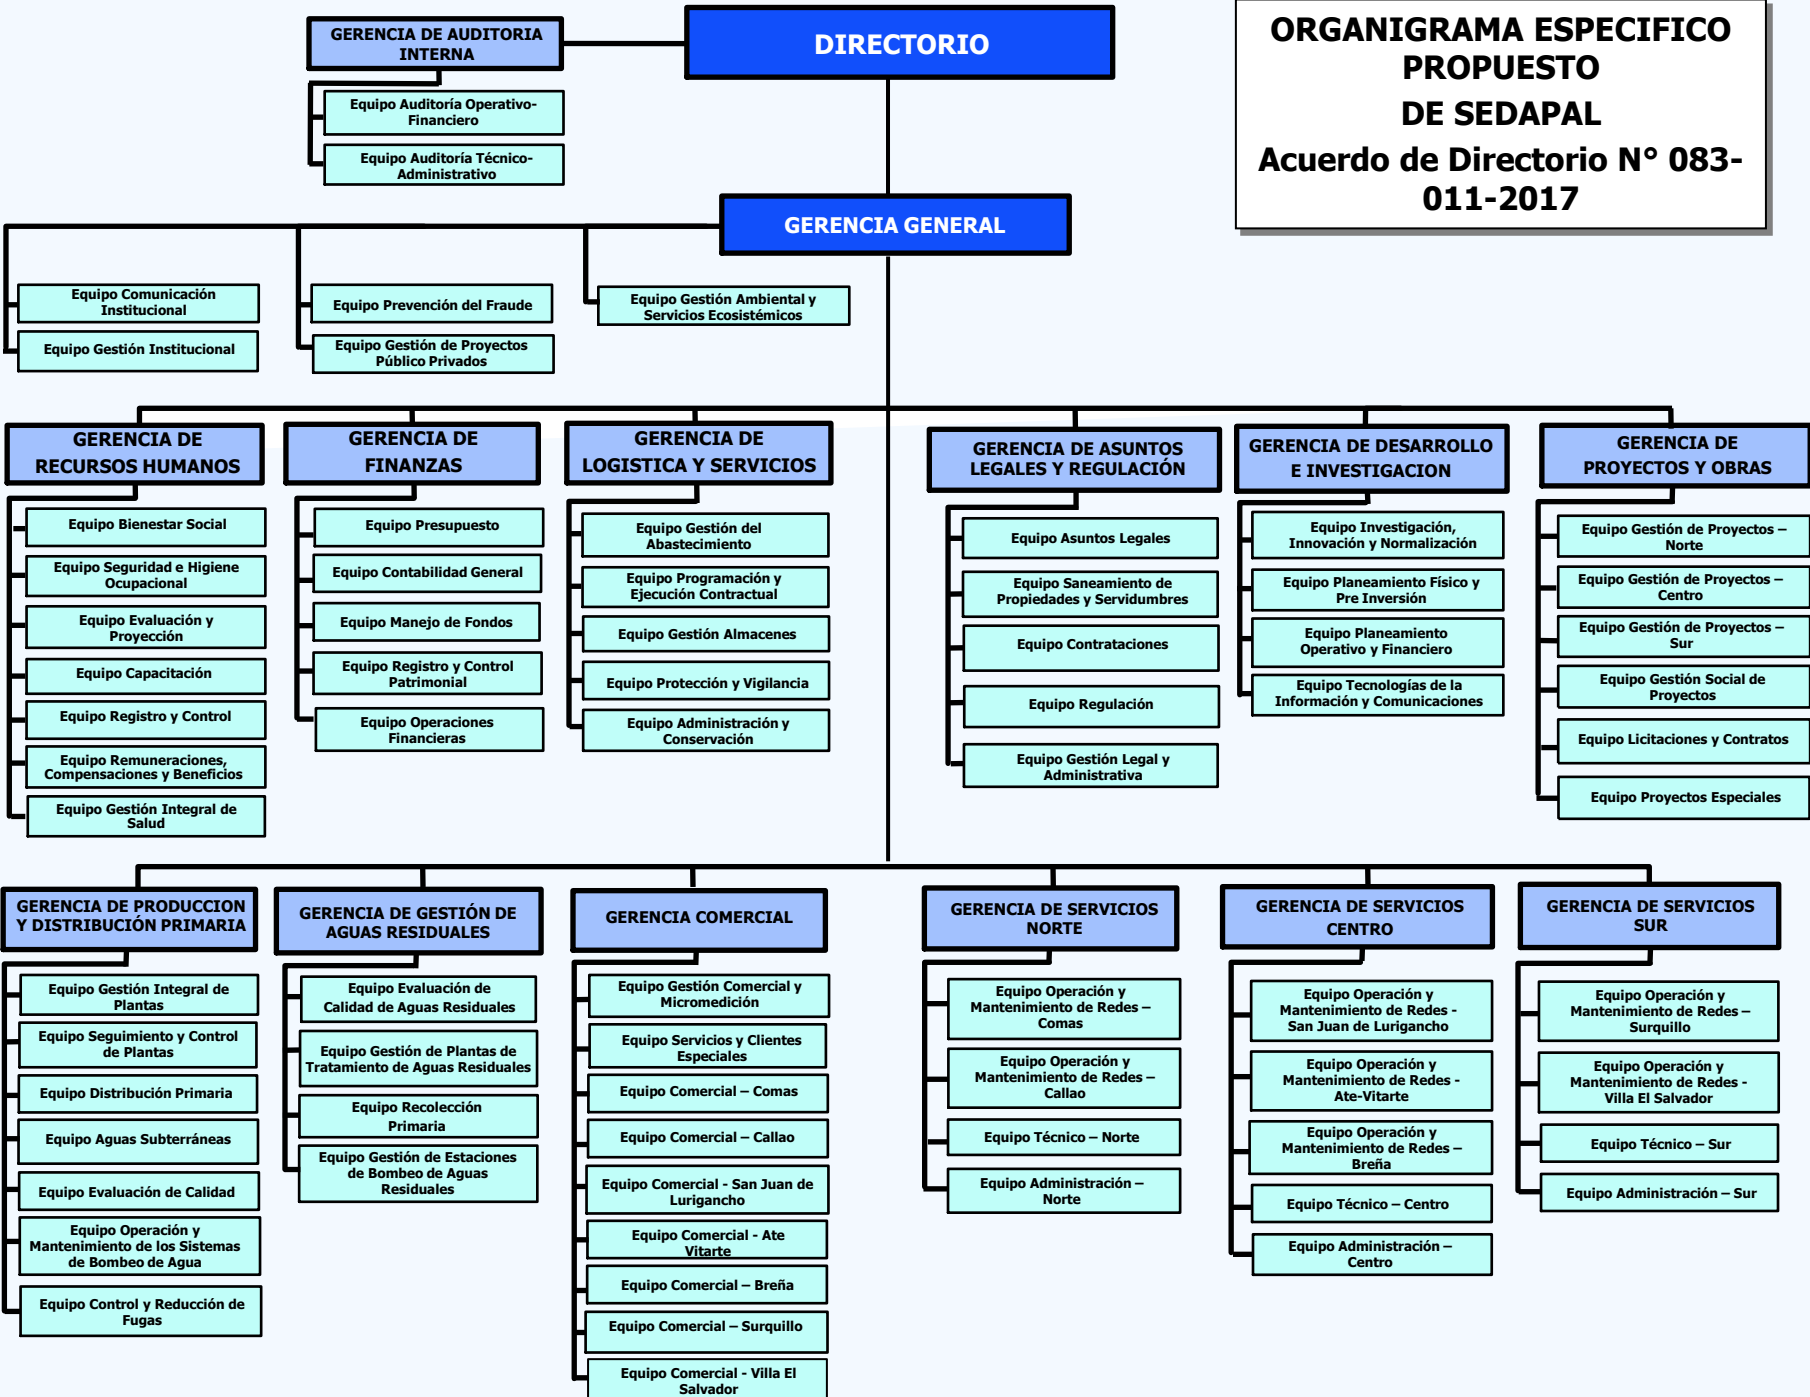 GERENCIA DE AUDITORIA
INTERNA
DIRECTORIO
ORGANIGRAMA ESPECIFICO
PROPUESTO
DE SEDAPAL
Acuerdo de Directorio N° 083-
011-2017
Equipo Auditoría Operativo-
Financiero
Equipo Auditoría Técnico-
Administrativo
GERENCIA GENERAL
Equipo Comunicación
Institucional
Equipo Gestión Institucional
Equipo Prevención del Fraude
Equipo Gestión de Proyectos
Público Privados
Equipo Gestión Ambiental y
Servicios Ecosistémicos
GERENCIA DE
RECURSOS HUMANOS
Equipo Bienestar Social
Equipo Seguridad e Higiene
Ocupacional
Equipo Evaluación y
Proyección
Equipo Capacitación
Equipo Registro y Control
Equipo Remuneraciones,
Compensaciones y Beneficios
Equipo Gestión Integral de
Salud
GERENCIA DE
FINANZAS
Equipo Presupuesto
Equipo Contabilidad General
Equipo Manejo de Fondos
Equipo Registro y Control
Patrimonial
Equipo Operaciones
Financieras
GERENCIA DE
LOGISTICA Y SERVICIOS
Equipo Gestión del
Abastecimiento
Equipo Programación y
Ejecución Contractual
Equipo Gestión Almacenes
Equipo Protección y Vigilancia
Equipo Administración y
Conservación
GERENCIA DE ASUNTOS
LEGALES Y REGULACIÓN
Equipo Asuntos Legales
Equipo Saneamiento de
Propiedades y Servidumbres
Equipo Contrataciones
Equipo Regulación
Equipo Gestión Legal y
Administrativa
GERENCIA DE DESARROLLO
E INVESTIGACION
Equipo Investigación,
Innovación y Normalización
Equipo Planeamiento Físico y
Pre Inversión
Equipo Planeamiento
Operativo y Financiero
Equipo Tecnologías de la
Información y Comunicaciones
GERENCIA DE
PROYECTOS Y OBRAS
Equipo Gestión de Proyectos –
Norte
Equipo Gestión de Proyectos –
Centro
Equipo Gestión de Proyectos –
Sur
Equipo Gestión Social de
Proyectos
Equipo Licitaciones y Contratos
Equipo Proyectos Especiales
GERENCIA DE PRODUCCION
Y DISTRIBUCIÓN PRIMARIA
Equipo Gestión Integral de
Plantas
Equipo Seguimiento y Control
de Plantas
Equipo Distribución Primaria
Equipo Aguas Subterráneas
Equipo Evaluación de Calidad
Equipo Operación y
Mantenimiento de los Sistemas
de Bombeo de Agua
Equipo Control y Reducción de
Fugas
GERENCIA DE GESTIÓN DE
AGUAS RESIDUALES
Equipo Evaluación de
Calidad de Aguas Residuales
Equipo Gestión de Plantas de
Tratamiento de Aguas Residuales
Equipo Recolección
Primaria
Equipo Gestión de Estaciones
de Bombeo de Aguas
Residuales
GERENCIA COMERCIAL
Equipo Gestión Comercial y
Micromedición
Equipo Servicios y Clientes
Especiales
Equipo Comercial – Comas
Equipo Comercial – Callao
Equipo Comercial - San Juan de
Lurigancho
Equipo Comercial - Ate
Vitarte
Equipo Comercial – Breña
Equipo Comercial – Surquillo
Equipo Comercial - Villa El
Salvador
GERENCIA DE SERVICIOS
NORTE
Equipo Operación y
Mantenimiento de Redes –
Comas
Equipo Operación y
Mantenimiento de Redes –
Callao
Equipo Técnico – Norte
Equipo Administración –
Norte
GERENCIA DE SERVICIOS
CENTRO
Equipo Operación y
Mantenimiento de Redes -
San Juan de Lurigancho
Equipo Operación y
Mantenimiento de Redes -
Ate-Vitarte
Equipo Operación y
Mantenimiento de Redes –
Breña
Equipo Técnico – Centro
Equipo Administración –
Centro
GERENCIA DE SERVICIOS
SUR
Equipo Operación y
Mantenimiento de Redes –
Surquillo
Equipo Operación y
Mantenimiento de Redes -
Villa El Salvador
Equipo Técnico – Sur
Equipo Administración – Sur